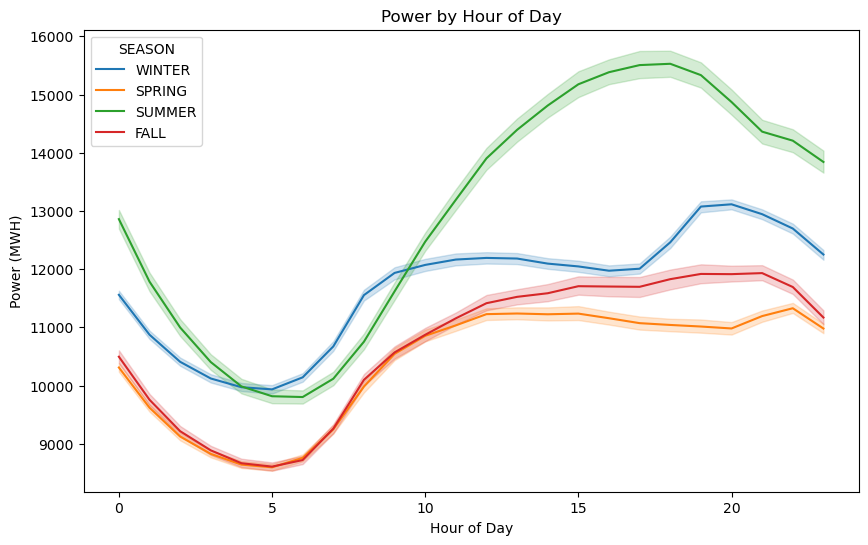 Power by Hour of Day
SEASON
WINTER
SPRING
SUMMER
FALL
16000
15000
14000
13000
12000
11000
10000
9000
Power (MWH)
0
5
10
15
20
Hour of Day